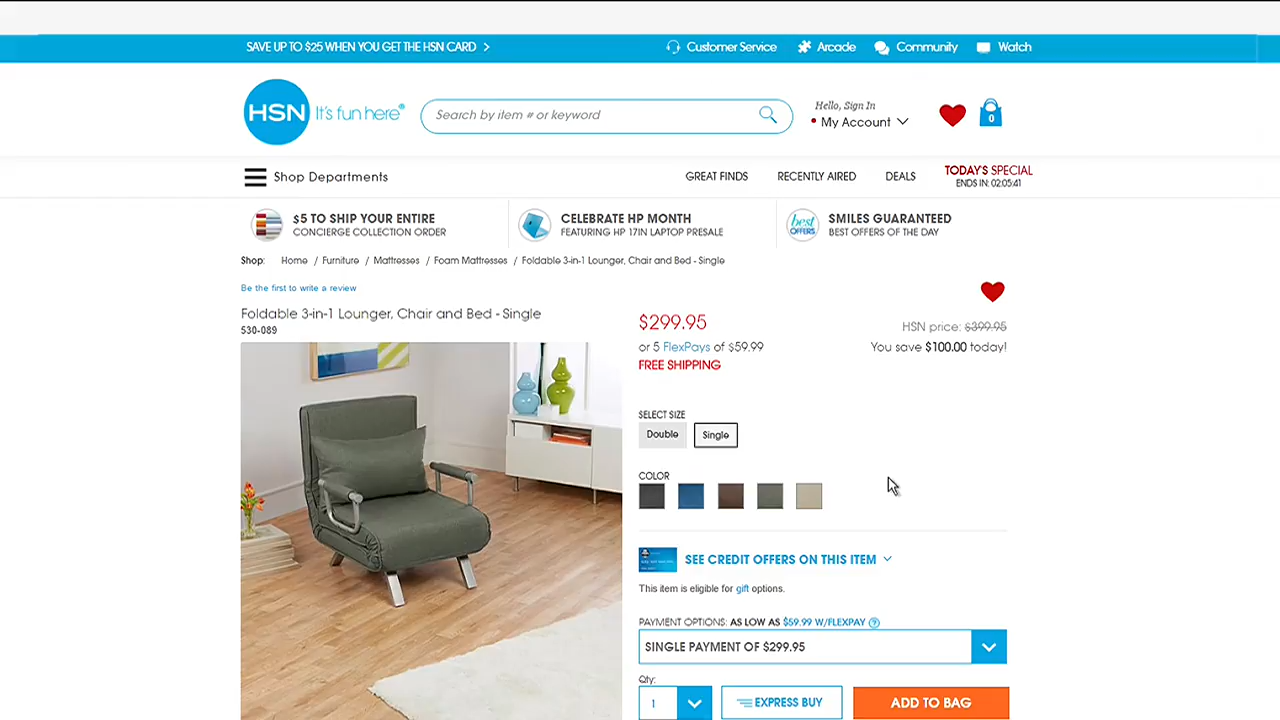 SAVE UP TO $25 WHEN YOU GET THE HSN CARD
Customer Service
Arcade
Community
Watch
HSN It's fun here®
Search by item # or keyword
Hello, Sign In
My Account
0
Shop Departments
GREAT FINDS
RECENTLY AIRED
DEALS
TODAY'S SPECIAL
ENDS IN: 02:05:41
$5 TO SHIP YOUR ENTIRE
CONCIERGE COLLECTION ORDER
CELEBRATE HP MONTH
FEATURING HP 17IN LAPTOP PRESALE
best
OFFERS
SMILES GUARANTEED
BEST OFFERS OF THE DAY
Shop: Home / Furniture / Mattresses / Foam Mattresses / Foldable 3-in-1 Lounger, Chair and Bed - Single
Be the first to write a review
Foldable 3-in-1 Lounger, Chair and Bed - Single
530-089
$299.95
HSN price: $399.95
or 5 FlexPays of $59.99
You save $100.00 today!
FREE SHIPPING
SELECT SIZE
Double
Single
COLOR
SEE CREDIT OFFERS ON THIS ITEM
This item is eligible for gift options.
PAYMENT OPTIONS: AS LOW AS $59.99 W/FLEXPAY ?
SINGLE PAYMENT OF $299.95
Qty:
1
EXPRESS BUY
ADD TO BAG